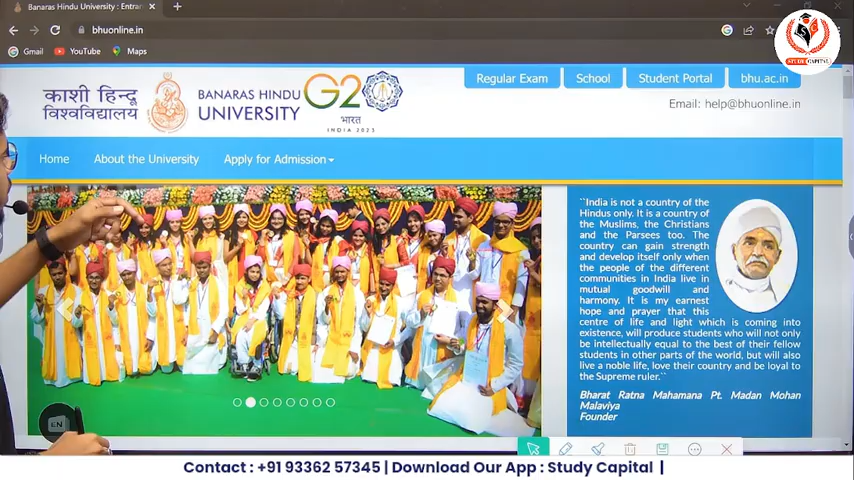 Banaras Hindu University : Entran
bhuonline.in
Gmail
YouTube
Maps
STUDY CAPITAL
Regular Exam
School
Student Portal
bhu.ac.in
काशी हिन्दू
विश्वविद्यालय
BANARAS HINDU
UNIVERSITY
G2
भारत
INDIA 2023
Email: help@bhuonline.in
Home
About the University
Apply for Admission
``India is not a country of the
Hindus only. It is a country of
the Muslims, the Christians
and the Parsees too. The
country can gain strength
and develop itself only when
the people of the different
communities in India live in
mutual goodwill and
harmony. It is my earnest
hope and prayer that this
centre of life and light which is coming into
existence, will produce students who will not only
be intellectually equal to the best of their fellow
students in other parts of the world, but will also
live a noble life, love their country and be loyal to
the Supreme ruler.``
Bharat Ratna Mahamana Pt. Madan Mohan
Malaviya
Founder
EN
Contact : +91 93362 57345 | Download Our App : Study Capital |